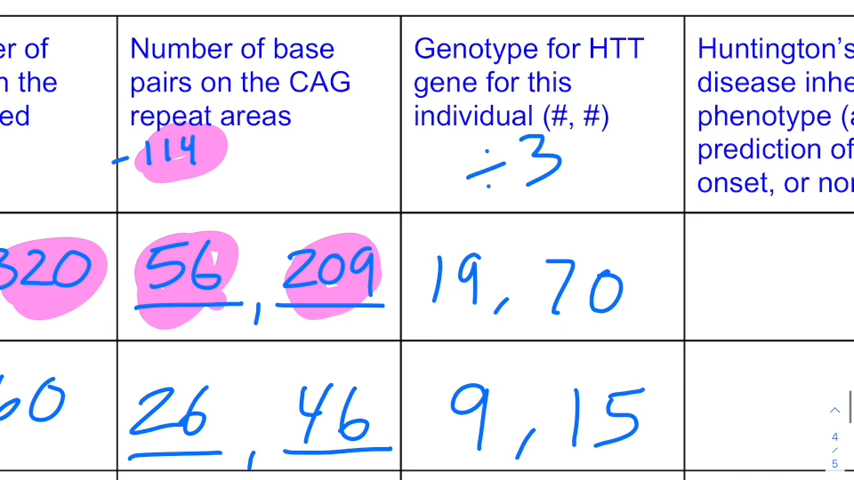 er of
n the
ed
Number of base
pairs on the CAG
repeat areas
-114
Genotype for HTT
gene for this
individual (#, #)
÷3
Huntington's
disease inhe
phenotype (a
prediction of
onset, or nor
320
56, 209
19, 70
60
26, 46
9, 15
4
/
5